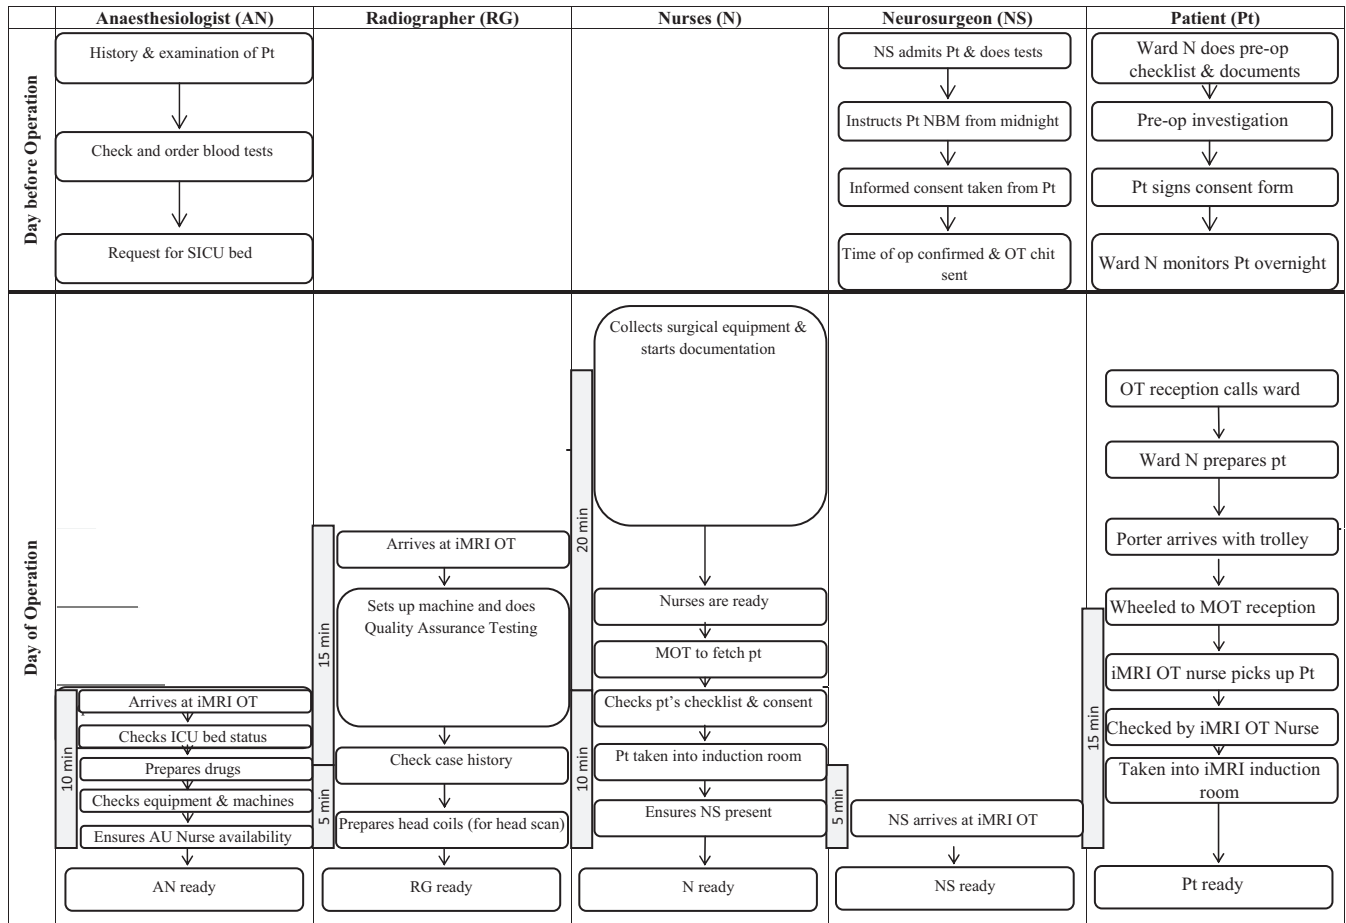 Anaesthesiologist (AN)
Radiographer (RG)
Nurses (N)
Neurosurgeon (NS)
Patient (Pt)
Day before Operation
History & examination of Pt
Check and order blood tests
Request for SICU bed
NS admits Pt & does tests
Instructs Pt NBM from midnight
Informed consent taken from Pt
Time of op confirmed & OT chit
sent
Ward N does pre-op
checklist & documents
Pre-op investigation
Pt signs consent form
Ward N monitors Pt overnight
Day of Operation
10 min
Arrives at iMRI OT
Checks ICU bed status
Prepares drugs
Checks equipment & machines
Ensures AU Nurse availability
AN ready
15 min
5 min
Arrives at iMRI OT
Sets up machine and does
Quality Assurance Testing
Check case history
Prepares head coils (for head scan)
RG ready
20 min
10 min
Collects surgical equipment &
starts documentation
Nurses are ready
MOT to fetch pt
Checks pt's checklist & consent
Pt taken into induction room
Ensures NS present
N ready
5 min
NS arrives at iMRI OT
NS ready
15 min
OT reception calls ward
Ward N prepares pt
Porter arrives with trolley
Wheeled to MOT reception
iMRI OT nurse picks up Pt
Checked by iMRI OT Nurse
Taken into iMRI induction
room
Pt ready